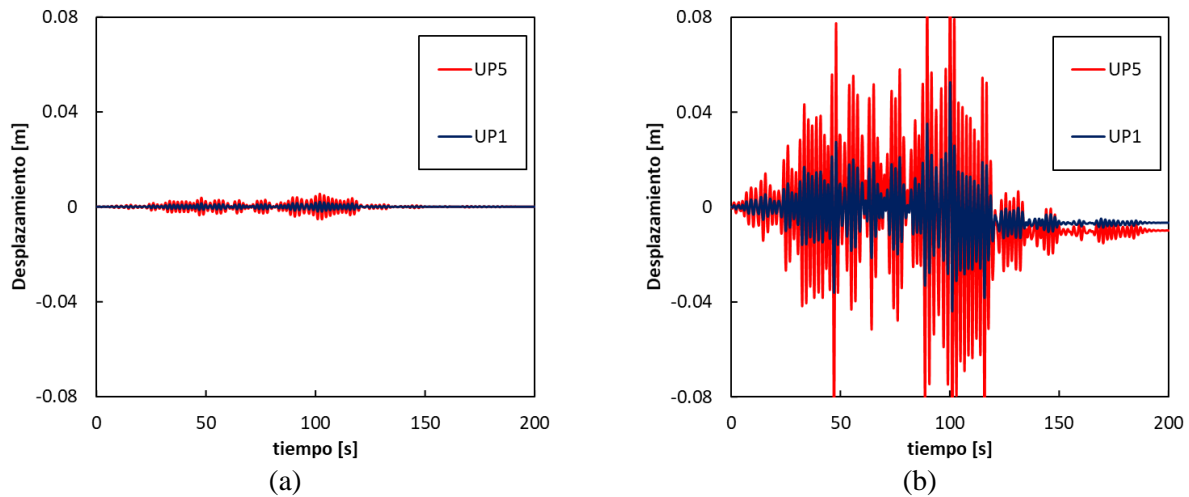 0.08
0.04
0
-0.04
-0.08
Desplazamiento [m]
UP5
UP1
0 50 100 150 200
tiempo [s]
(a)
0.08
0.04
0
-0.04
-0.08
Desplazamiento [m]
UP5
UP1
0 50 100 150 200
tiempo [s]
(b)